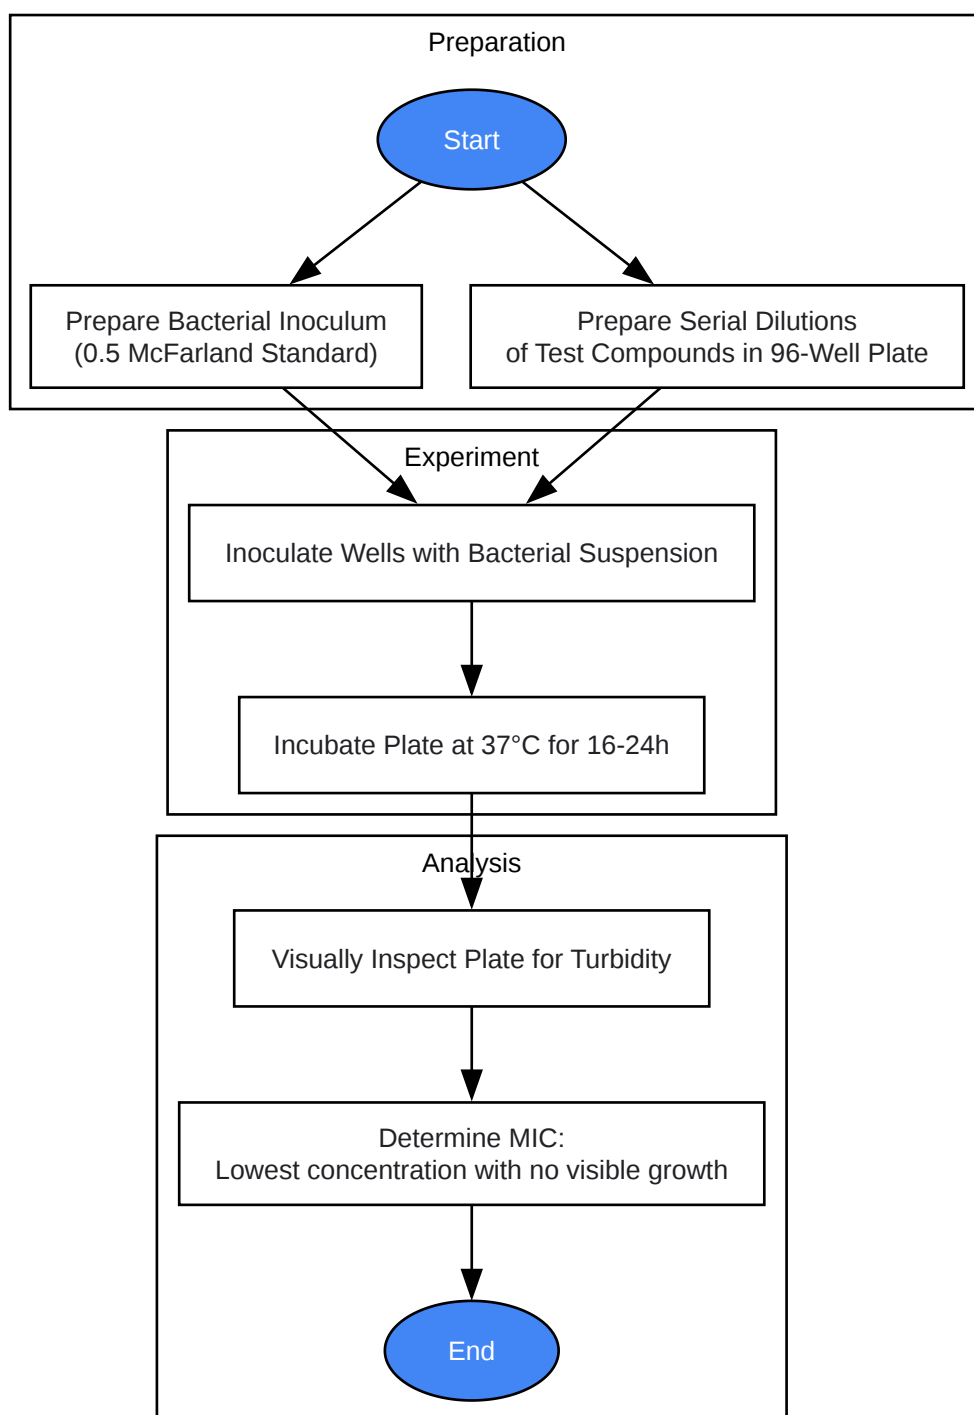 Preparation
Start
Prepare Bacterial Inoculum
(0.5 McFarland Standard)
Prepare Serial Dilutions
of Test Compounds in 96-Well Plate
Experiment
Inoculate Wells with Bacterial Suspension
Incubate Plate at 37°C for 16-24h
Analysis
Visually Inspect Plate for Turbidity
Determine MIC:
Lowest concentration with no visible growth
End